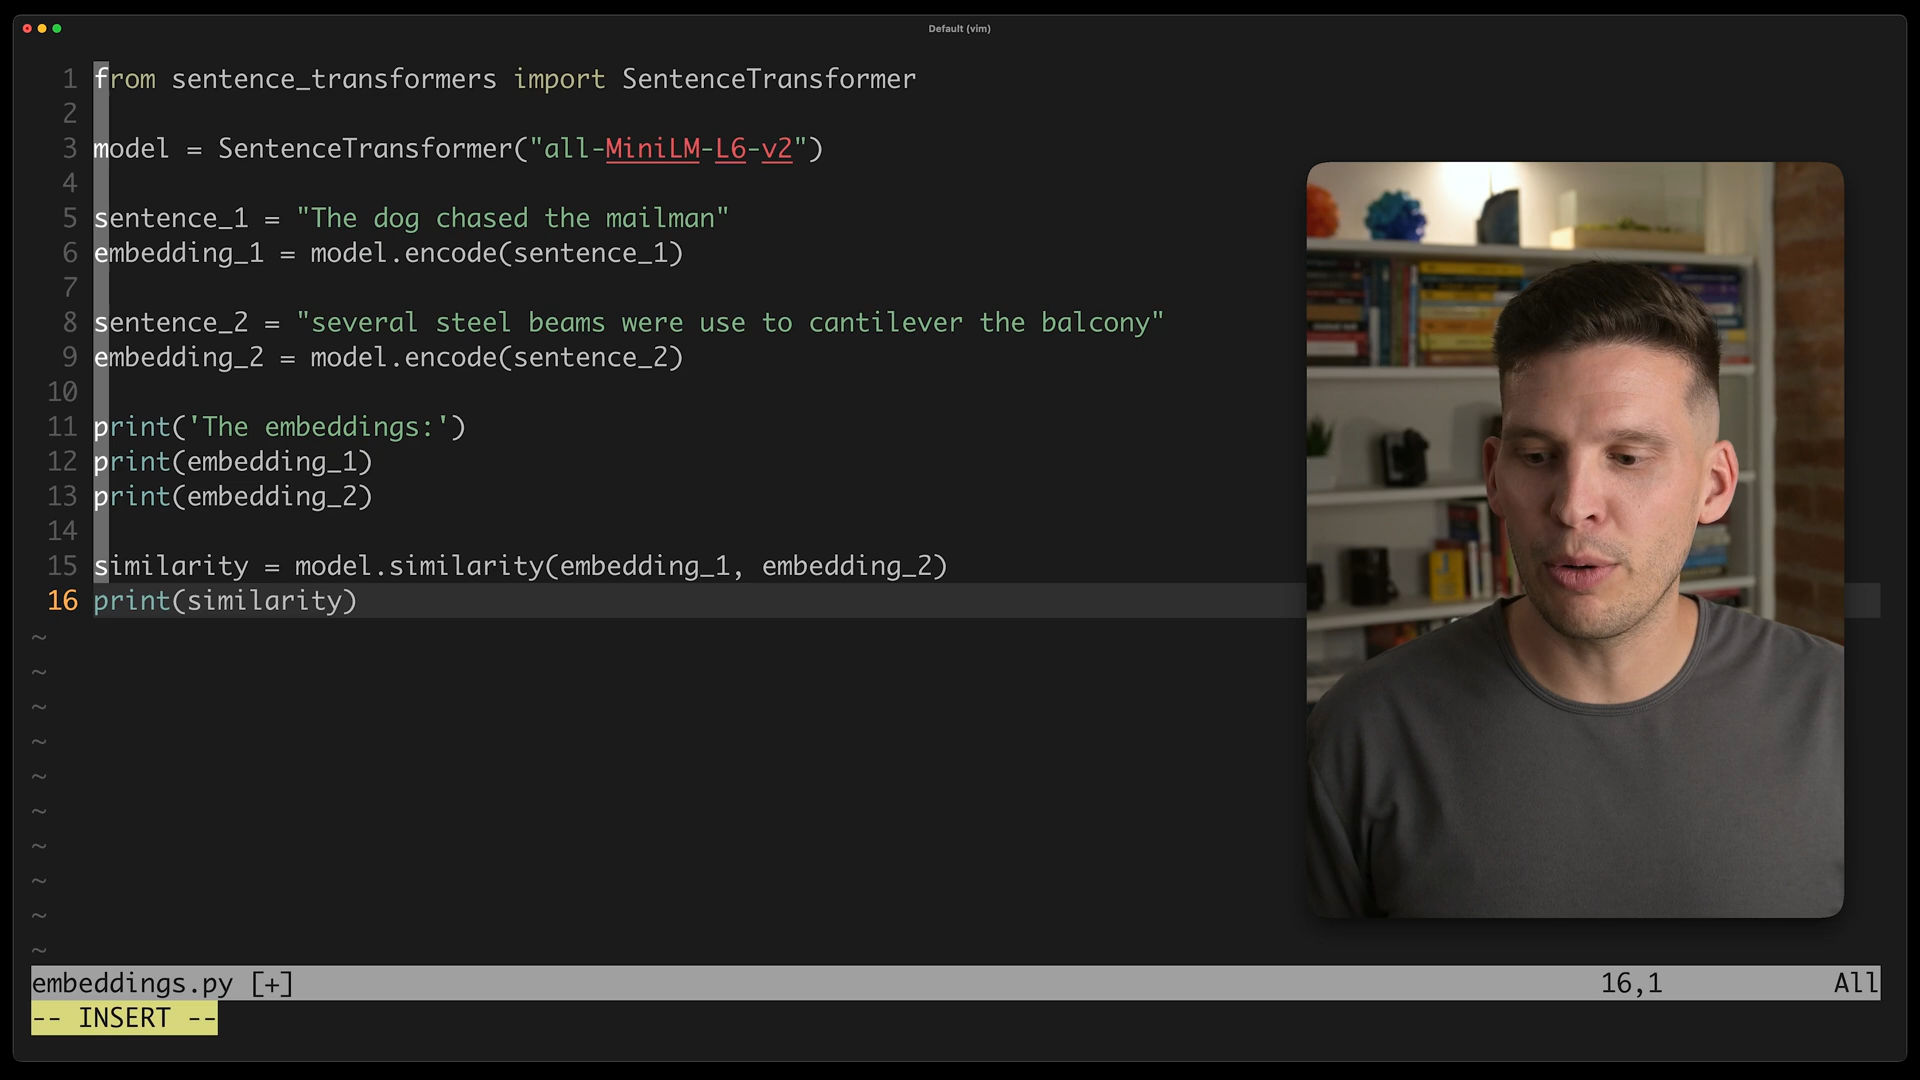 Default (vim)
1 from sentence_transformers import SentenceTransformer
2
3 model = SentenceTransformer("all-MiniLM-L6-v2")
4
5 sentence_1 = "The dog chased the mailman"
6 embedding_1 = model.encode(sentence_1)
7
8 sentence_2 = "several steel beams were use to cantilever the balcony"
9 embedding_2 = model.encode(sentence_2)
10
11 print('The embeddings:')
12 print(embedding_1)
13 print(embedding_2)
14
15 similarity = model.similarity(embedding_1, embedding_2)
16 print(similarity)
~
~
~
~
~
~
~
~
~
~
embeddings.py [+] 16,1 All
-- INSERT --